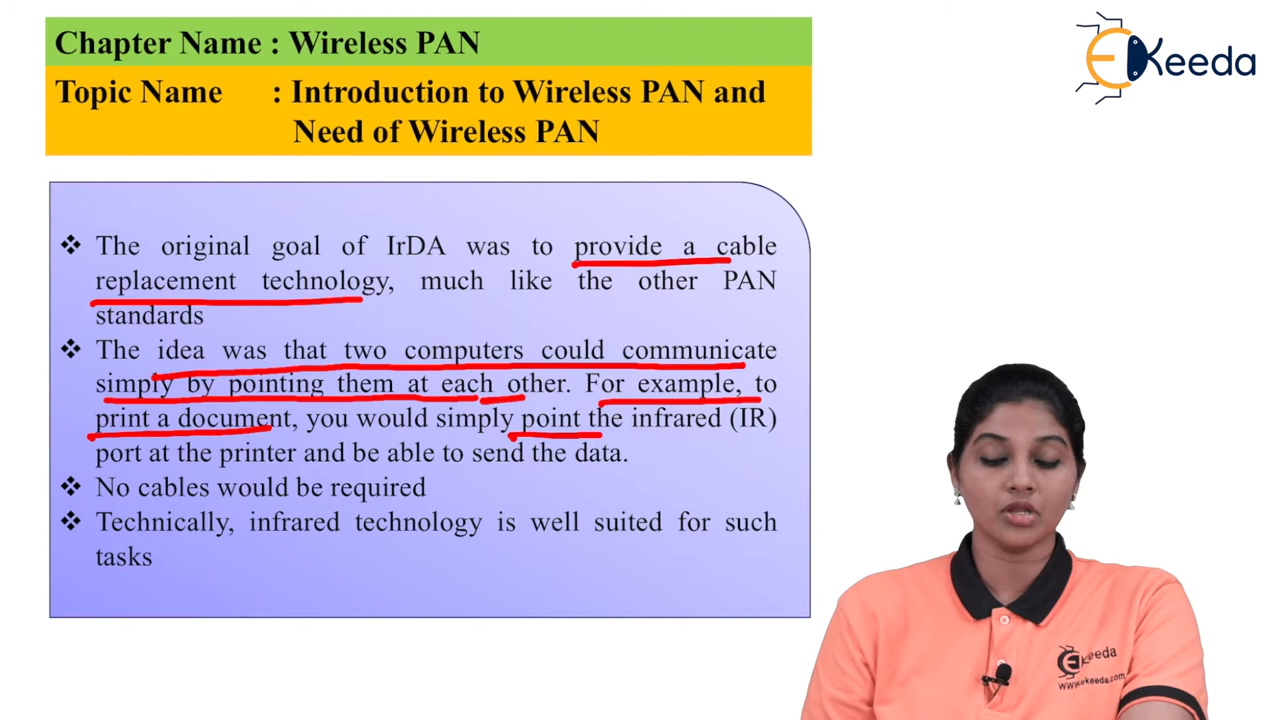 Chapter Name : Wireless PAN
Topic Name : Introduction to Wireless PAN and
Need of Wireless PAN
EKeeda
❖ The original goal of IrDA was to provide a cable
replacement technology, much like the other PAN
standards
❖ The idea was that two computers could communicate
simply by pointing them at each other. For example, to
print a document, you would simply point the infrared (IR)
port at the printer and be able to send the data.
❖ No cables would be required
❖ Technically, infrared technology is well suited for such
tasks
EKeeda
www.ekeeda.com